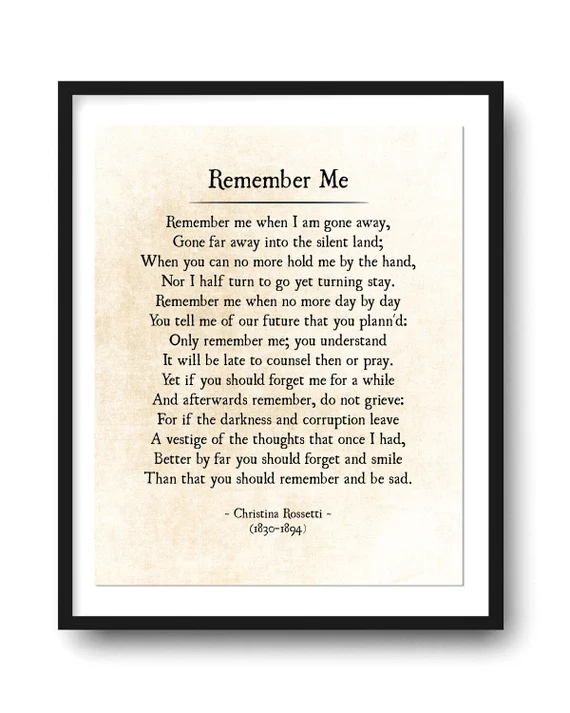 Remember Me
Remember me when I am gone away,
Gone far away into the silent land;
When you can no more hold me by the hand,
Nor I half turn to go yet turning stay.
Remember me when no more day by day
You tell me of our future that you plann'd:
Only remember me; you understand
It will be late to counsel then or pray.
Yet if you should forget me for a while
And afterwards remember, do not grieve:
For if the darkness and corruption leave
A vestige of the thoughts that once I had,
Better by far you should forget and smile
Than that you should remember and be sad.
~ Christina Rossetti ~
(1830-1894)